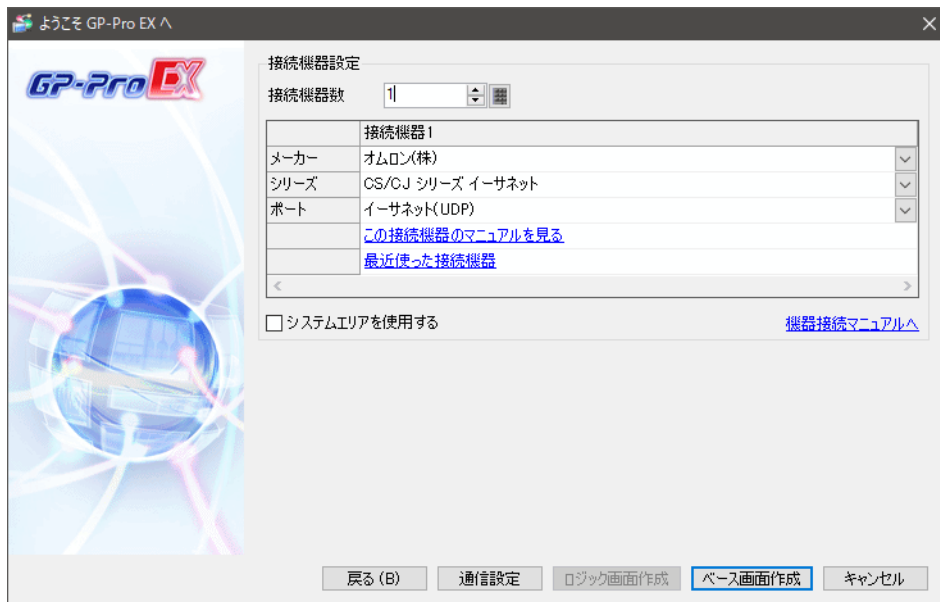 ようこそ GP-Pro EX へ
GP-Pro EX
接続機器設定
接続機器数 1
接続機器1
メーカー オムロン(株)
シリーズ CS/CJ シリーズ イーサネット
ポート イーサネット(UDP)
この接続機器のマニュアルを見る
最近使った接続機器
システムエリアを使用する 機器接続マニュアルへ
戻る(B) 通信設定 ロジック画面作成 ベース画面作成 キャンセル